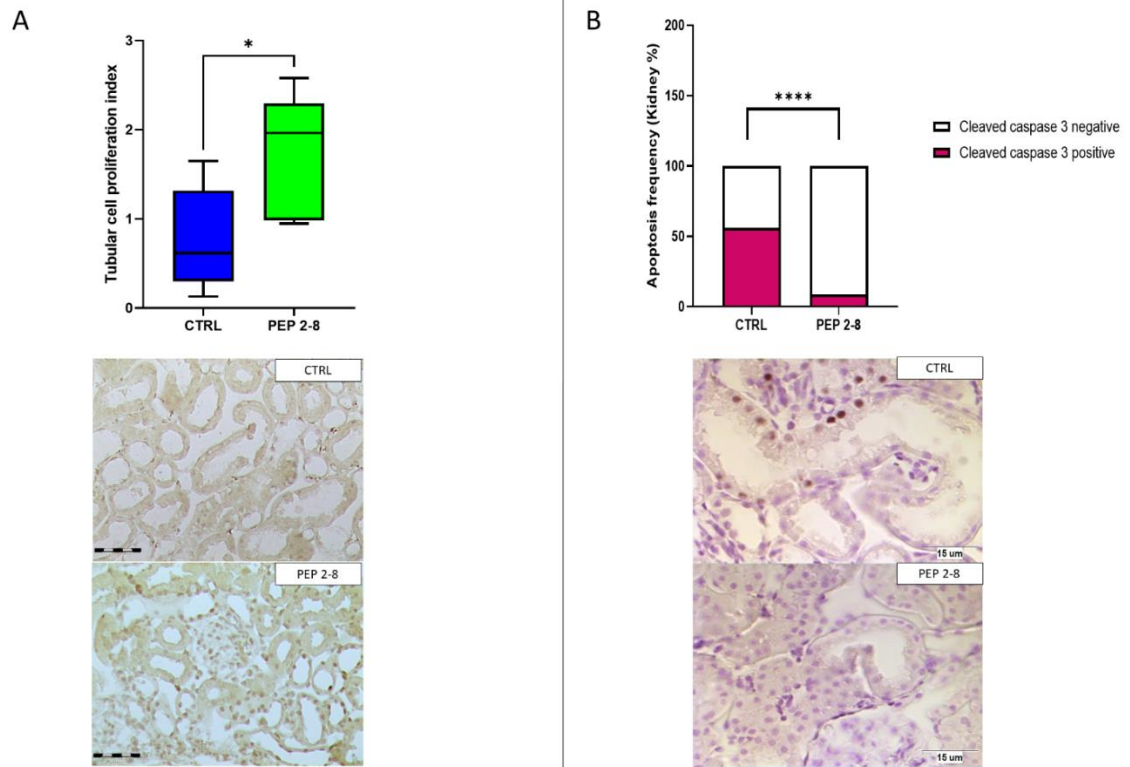 A
Tubular cell proliferation index
3
2
1
0
*
CTRL
PEP 2-8
CTRL
PEP 2-8
B
Apoptosis frequency (Kidney %)
200
150
100
50
0
****
CTRL
PEP 2-8
Cleaved caspase 3 negative
Cleaved caspase 3 positive
CTRL
15 um
PEP 2-8
15 um